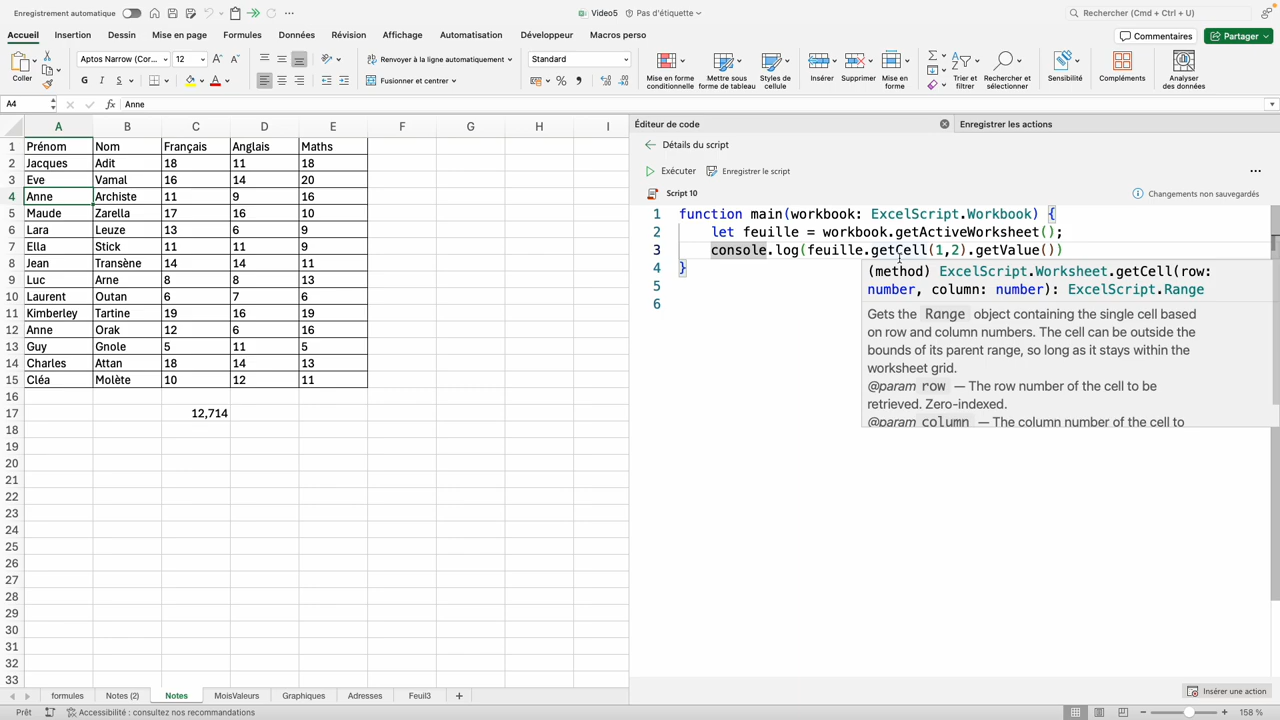 Enregistrement automatique
Video5
Pas d'étiquette
Rechercher (Cmd + Ctrl + U)
Accueil Insertion Dessin Mise en page Formules Données Révision Affichage Automatisation Développeur Macros perso
Commentaires
Partager
Coller
Aptos Narrow (Cor...
12
G I S
Renvoyer à la ligne automatiquement
Fusionner et centrer
Standard
Mise en forme conditionnelle
Mettre sous forme de tableau
Styles de cellule
Insérer
Supprimer
Mise en forme
Trier et filtrer
Rechercher et sélectionner
Sensibilité
Compléments
Analyser des données
A4
fx Anne
A B C D E F G H I
1 Prénom Nom Français Anglais Maths
2 Jacques Adit 18 11 18
3 Eve Vamal 16 14 20
4 Anne Archiste 11 9 16
5 Maude Zarella 17 16 10
6 Lara Leuze 13 6 9
7 Ella Stick 11 11 9
8 Jean Transène 14 14 11
9 Luc Arne 8 8 13
10 Laurent Outan 6 7 6
11 Kimberley Tartine 19 16 19
12 Anne Orak 12 6 16
13 Guy Gnole 5 11 5
14 Charles Attan 18 14 13
15 Cléa Molète 10 12 11
16
17 12,714
18
19
20
21
22
23
24
25
26
27
28
29
30
31
32
33
Éditeur de code
Enregistrer les actions
Détails du script
Exécuter
Enregistrer le script
Script 10
Changements non sauvegardés
1 function main(workbook: ExcelScript.Workbook) {
2 let feuille = workbook.getActiveWorksheet();
3 console.log(feuille.getCell(1,2).getValue())
4 }
5
6
(method) ExcelScript.Worksheet.getCell(row:
number, column: number): ExcelScript.Range
Gets the Range object containing the single cell based
on row and column numbers. The cell can be outside the
bounds of its parent range, so long as it stays within the
worksheet grid.
@param row — The row number of the cell to be
retrieved. Zero-indexed.
@param column — The column number of the cell to
Insérer une action
formules Notes (2) Notes MoisValeurs Graphiques Adresses Feuil3
Prêt
Accessibilité : consultez nos recommandations
158 %